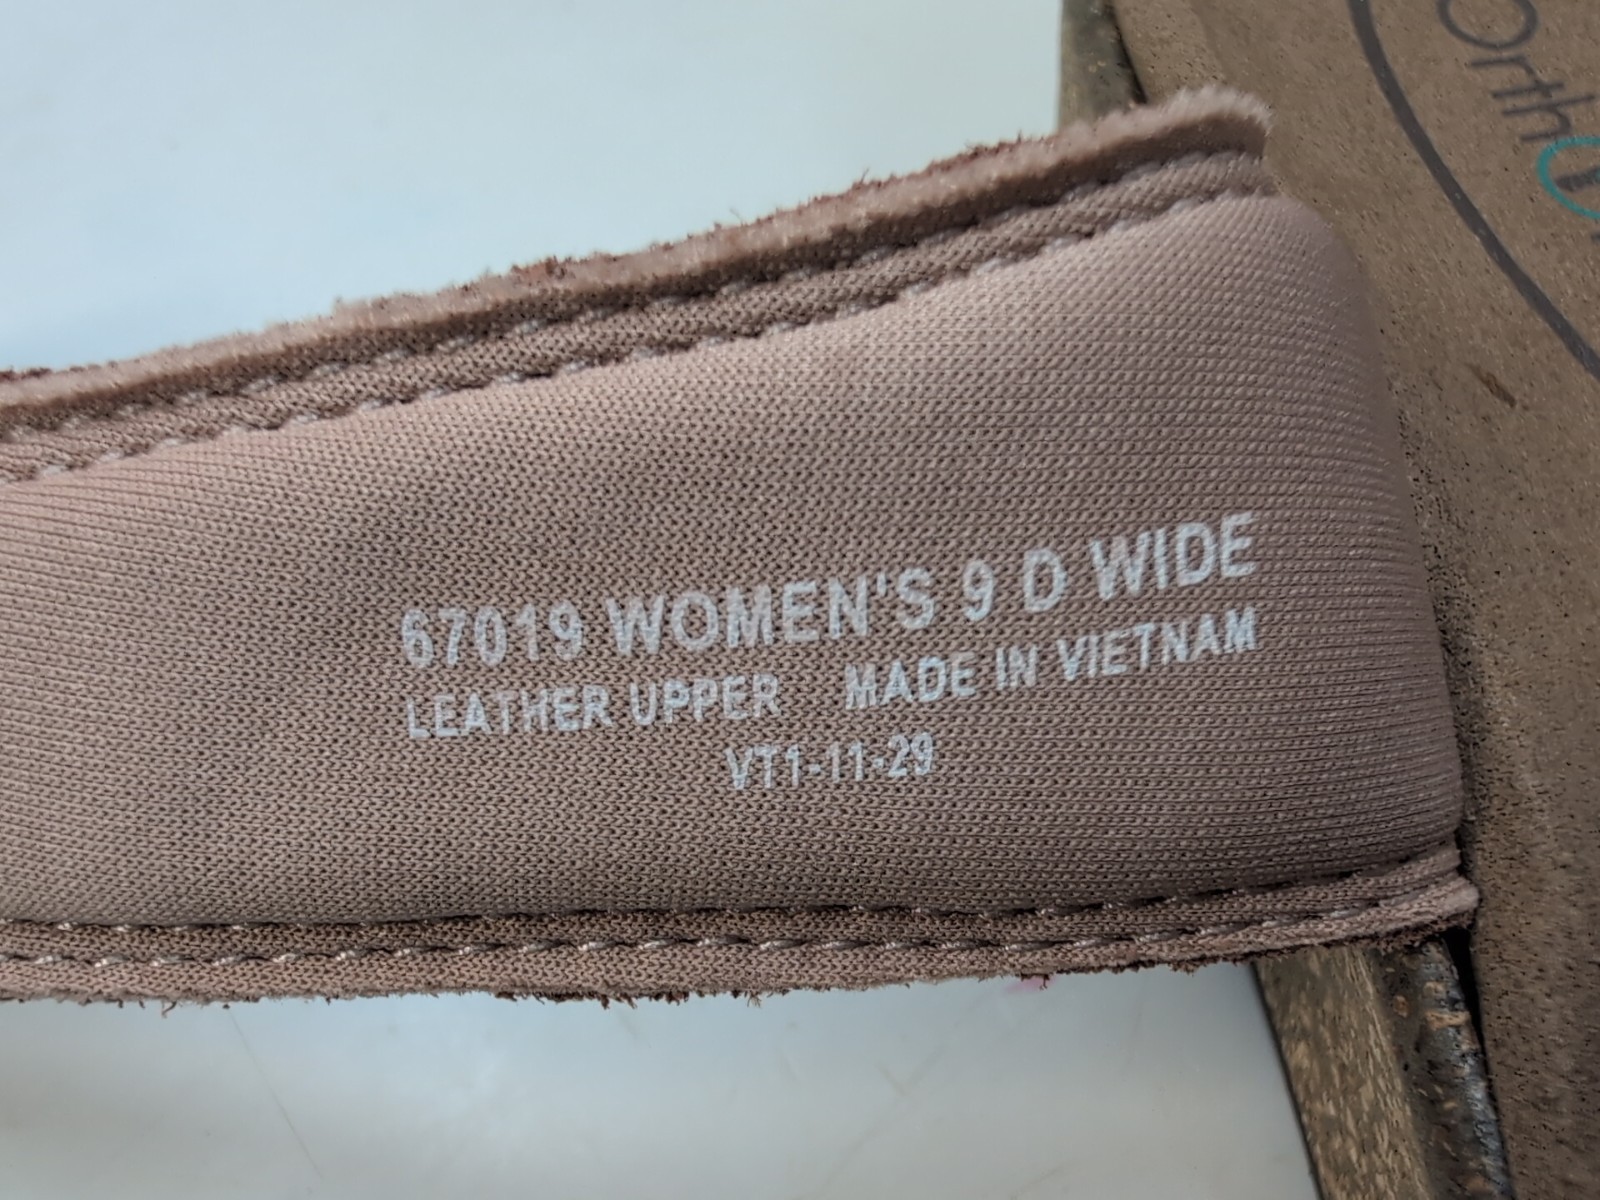 67019 WOMEN'S 9 D WIDE
LEATHER UPPER MADE IN VIETNAM
VT1-11-29